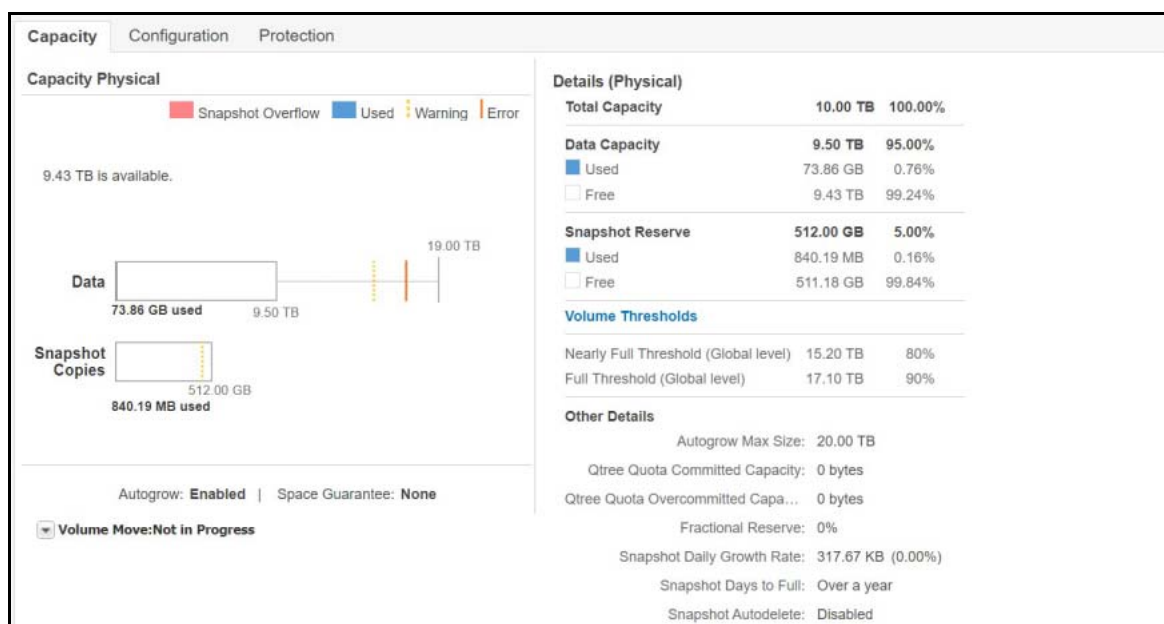 Capacity Configuration Protection
Capacity Physical
Snapshot Overflow Used Warning Error
9.43 TB is available.
19.00 TB
Data
73.86 GB used 9.50 TB
Snapshot
Copies
512.00 GB
840.19 MB used
Autogrow: Enabled | Space Guarantee: None
Volume Move:Not in Progress
Details (Physical)
Total Capacity 10.00 TB 100.00%
Data Capacity 9.50 TB 95.00%
Used 73.86 GB 0.76%
Free 9.43 TB 99.24%
Snapshot Reserve 512.00 GB 5.00%
Used 840.19 MB 0.16%
Free 511.18 GB 99.84%
Volume Thresholds
Nearly Full Threshold (Global level) 15.20 TB 80%
Full Threshold (Global level) 17.10 TB 90%
Other Details
Autogrow Max Size: 20.00 TB
Qtree Quota Committed Capacity: 0 bytes
Qtree Quota Overcommitted Capa... 0 bytes
Fractional Reserve: 0%
Snapshot Daily Growth Rate: 317.67 KB (0.00%)
Snapshot Days to Full: Over a year
Snapshot Autodelete: Disabled